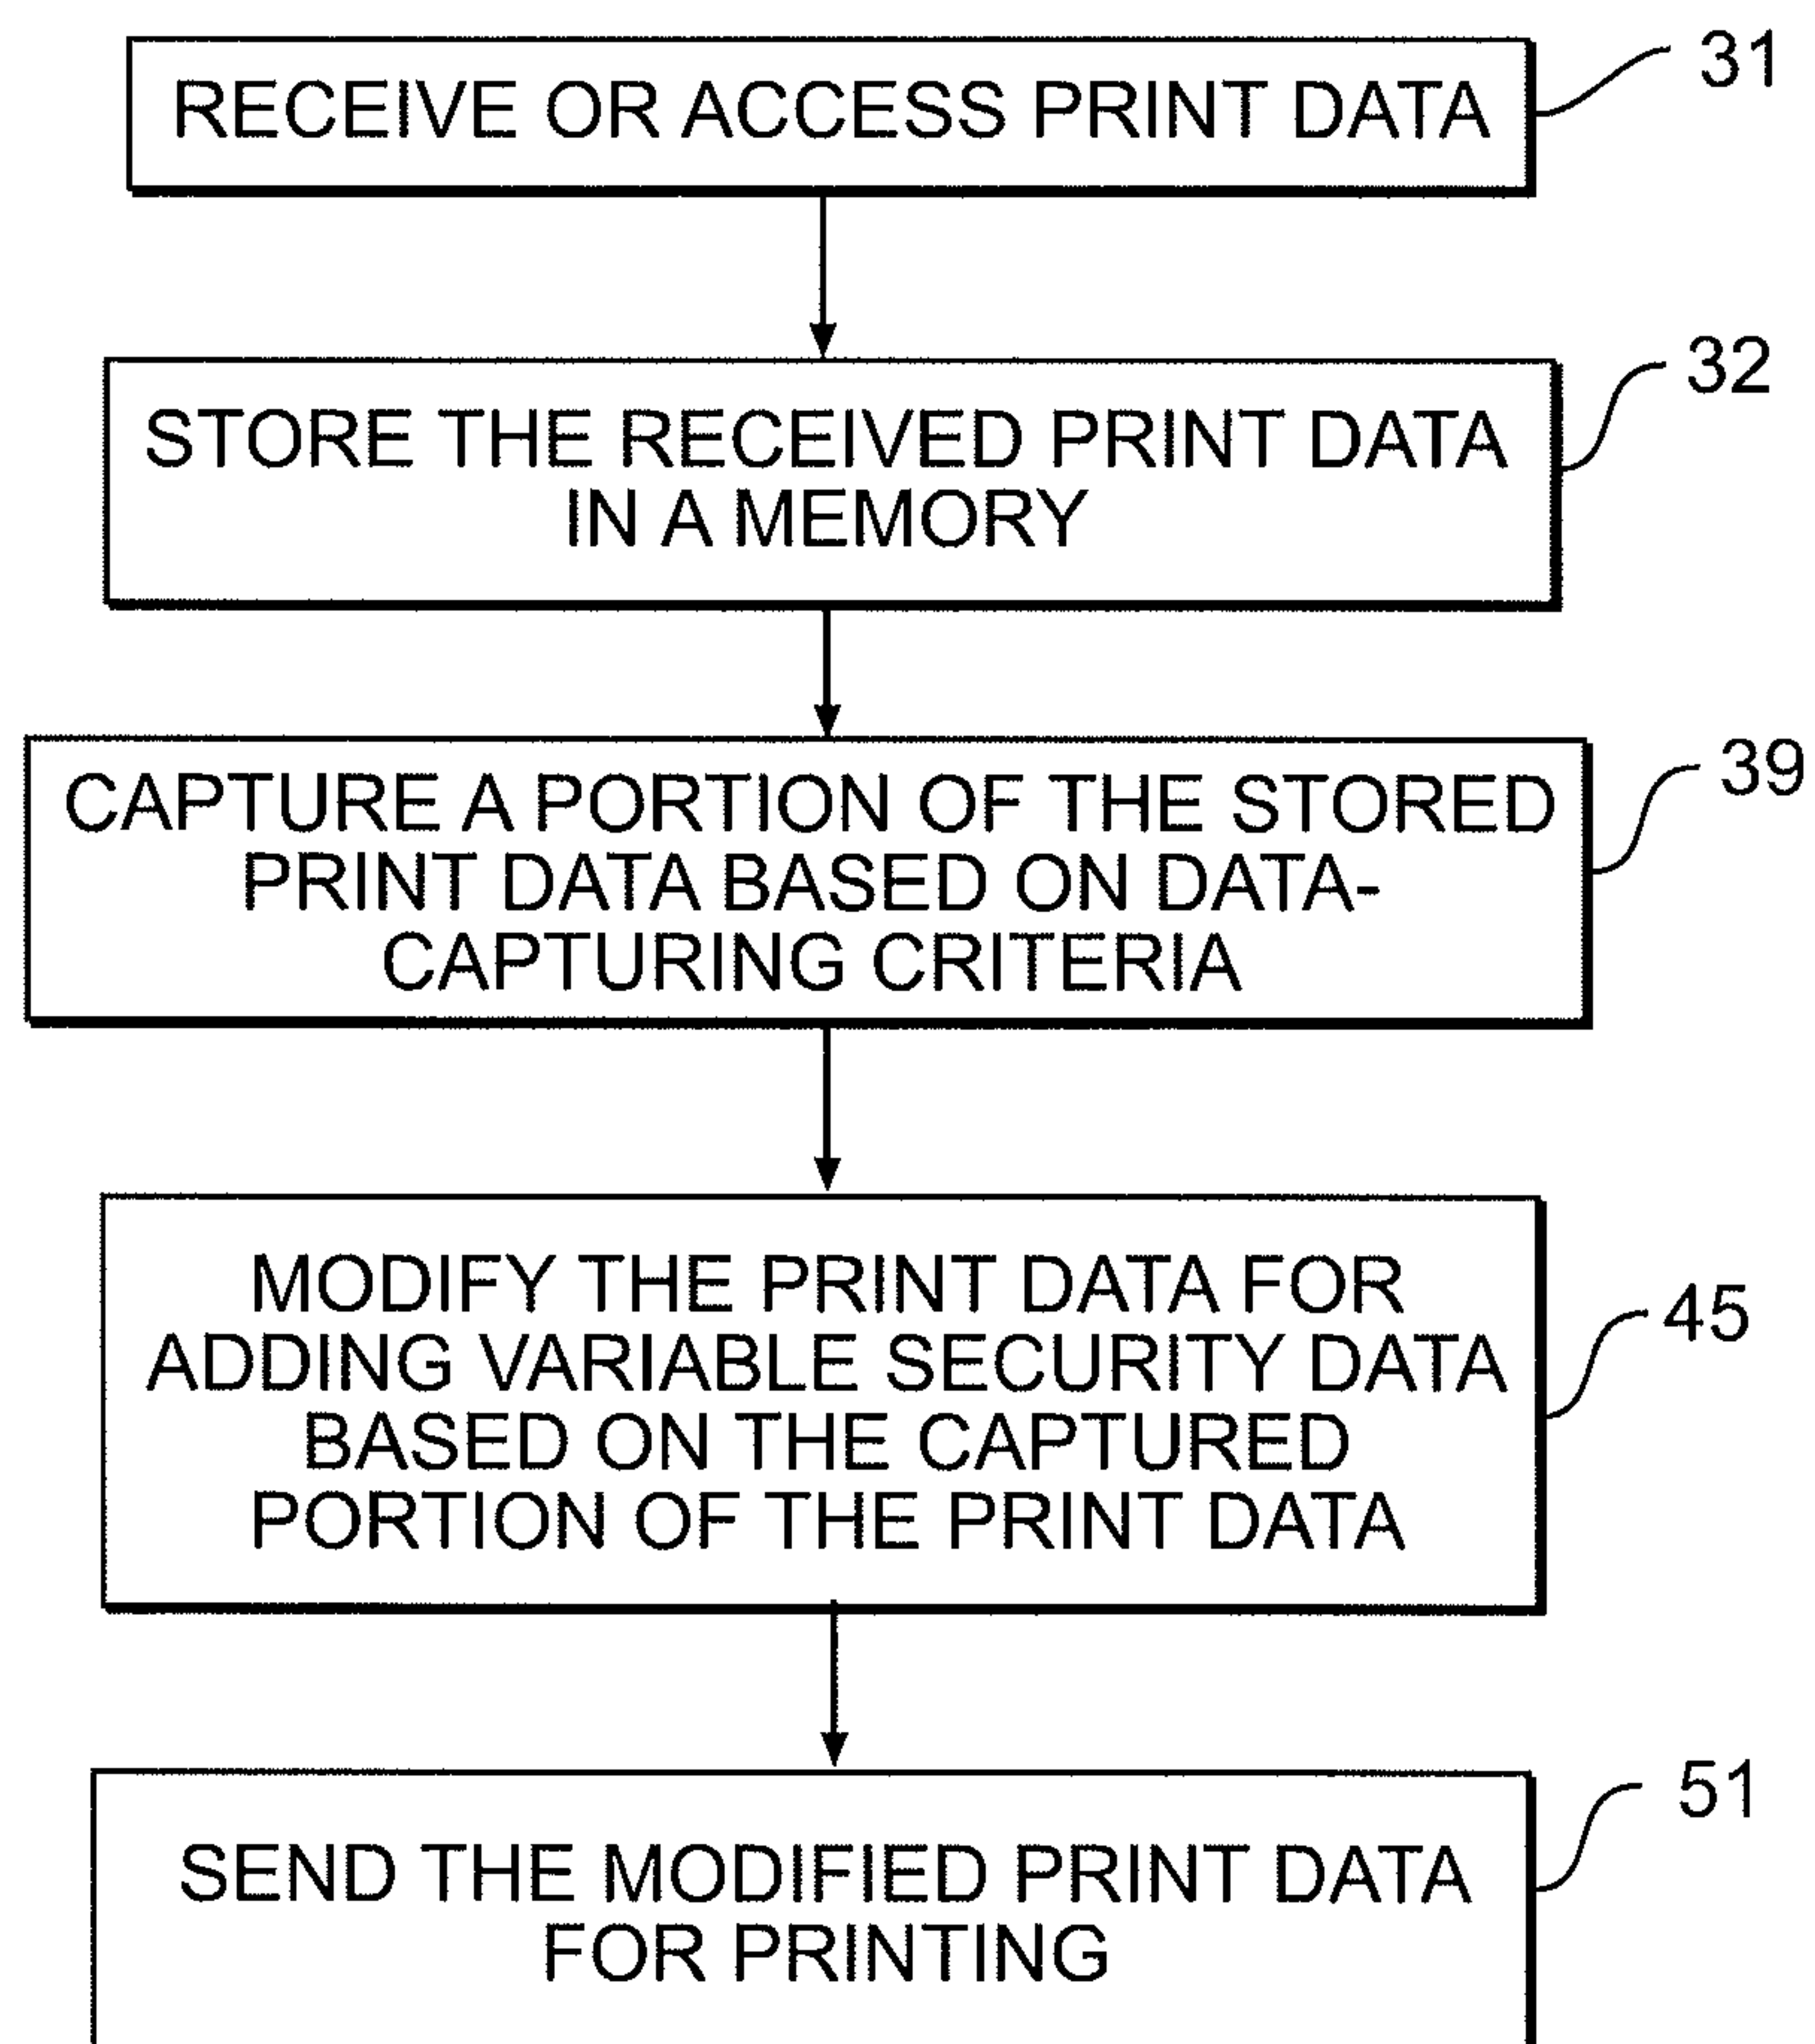 RECEIVE OR ACCESS PRINT DATA
31
STORE THE RECEIVED PRINT DATA
IN A MEMORY
32
CAPTURE A PORTION OF THE STORED
PRINT DATA BASED ON DATA-
CAPTURING CRITERIA
39
MODIFY THE PRINT DATA FOR
ADDING VARIABLE SECURITY DATA
BASED ON THE CAPTURED
PORTION OF THE PRINT DATA
45
SEND THE MODIFIED PRINT DATA
FOR PRINTING
51